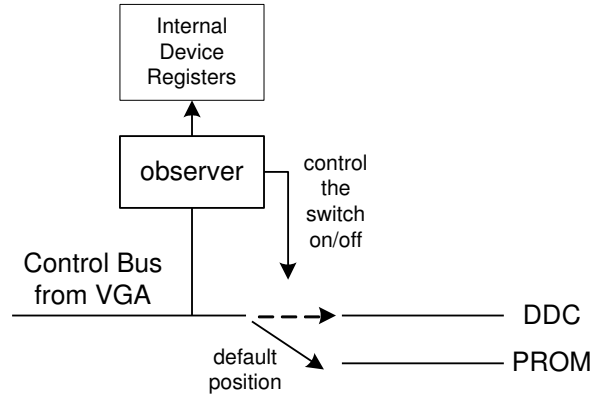 Internal
Device
Registers
observer
control
the
switch
on/off
Control Bus
from VGA
DDC
PROM
default
position